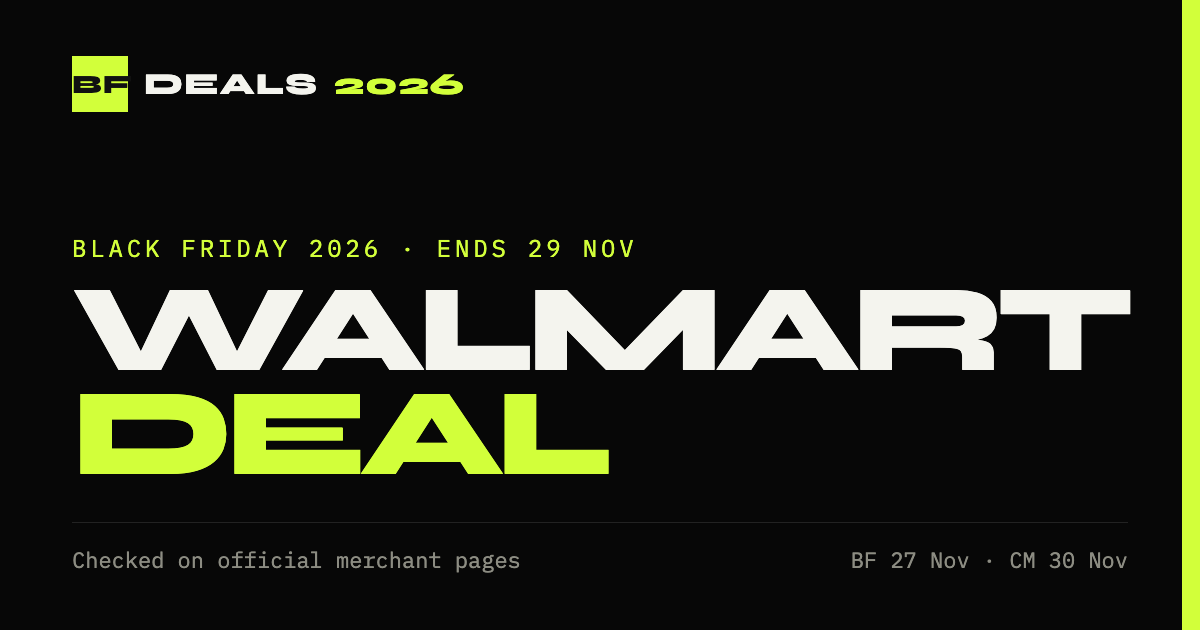 BF DEALS 2026
BLACK FRIDAY 2026 · ENDS 29 NOV
WALMART
DEAL
Checked on official merchant pages
BF 27 Nov · CM 30 Nov